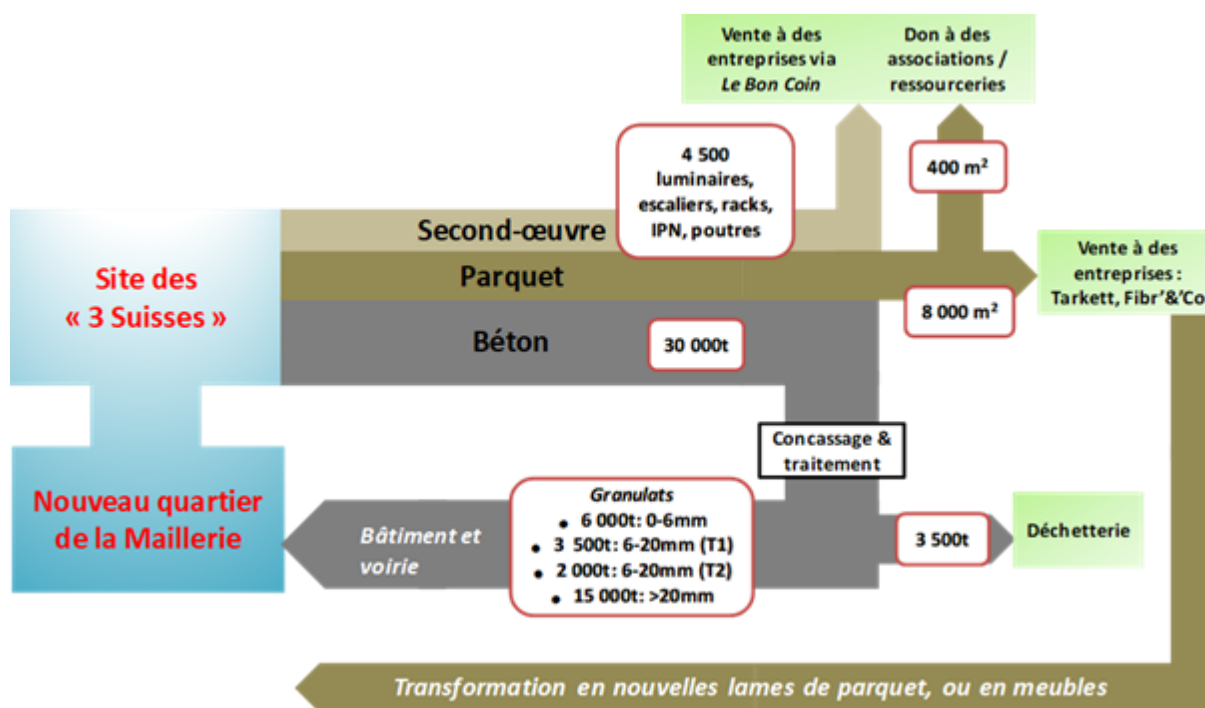 Vente à des
entreprises via
Le Bon Coin
Don à des
associations /
ressourceries
4 500
luminaires,
escaliers, racks,
IPN, poutres
400 m²
Second-œuvre
Site des
« 3 Suisses »
Parquet
Vente à des
entreprises :
Tarkett, Fibr'&'Co
8 000 m²
Béton
30 000t
Concassage &
traitement
Nouveau quartier
de la Maillerie
Bâtiment et
voirie
Granulats
• 6 000t: 0-6mm
• 3 500t: 6-20mm (T1)
• 2 000t: 6-20mm (T2)
• 15 000t: >20mm
3 500t
Déchetterie
Transformation en nouvelles lames de parquet, ou en meubles